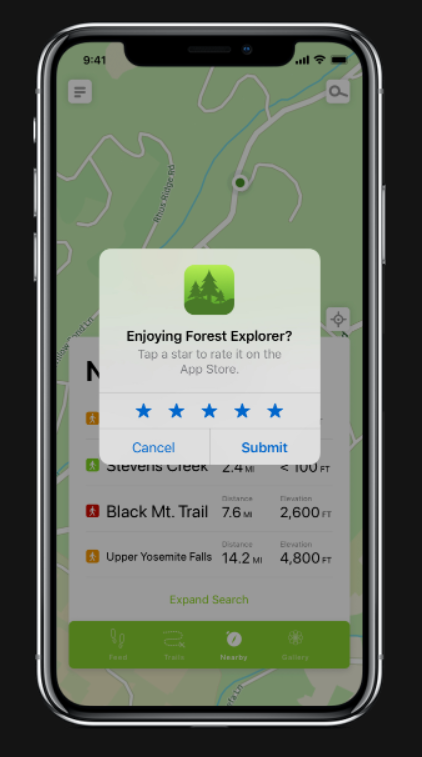 9:41
Rhus Ridge Rd
Enjoying Forest Explorer?
Tap a star to rate it on the
App Store.
Cancel
Submit
N
Stevens Creek
2.4 MI
< 100 FT
Distance
Elevation
Black Mt. Trail
7.6 MI
2,600 FT
Distance
Elevation
Upper Yosemite Falls
14.2 MI
4,800 FT
Expand Search
Feed
Trails
Nearby
Gallery